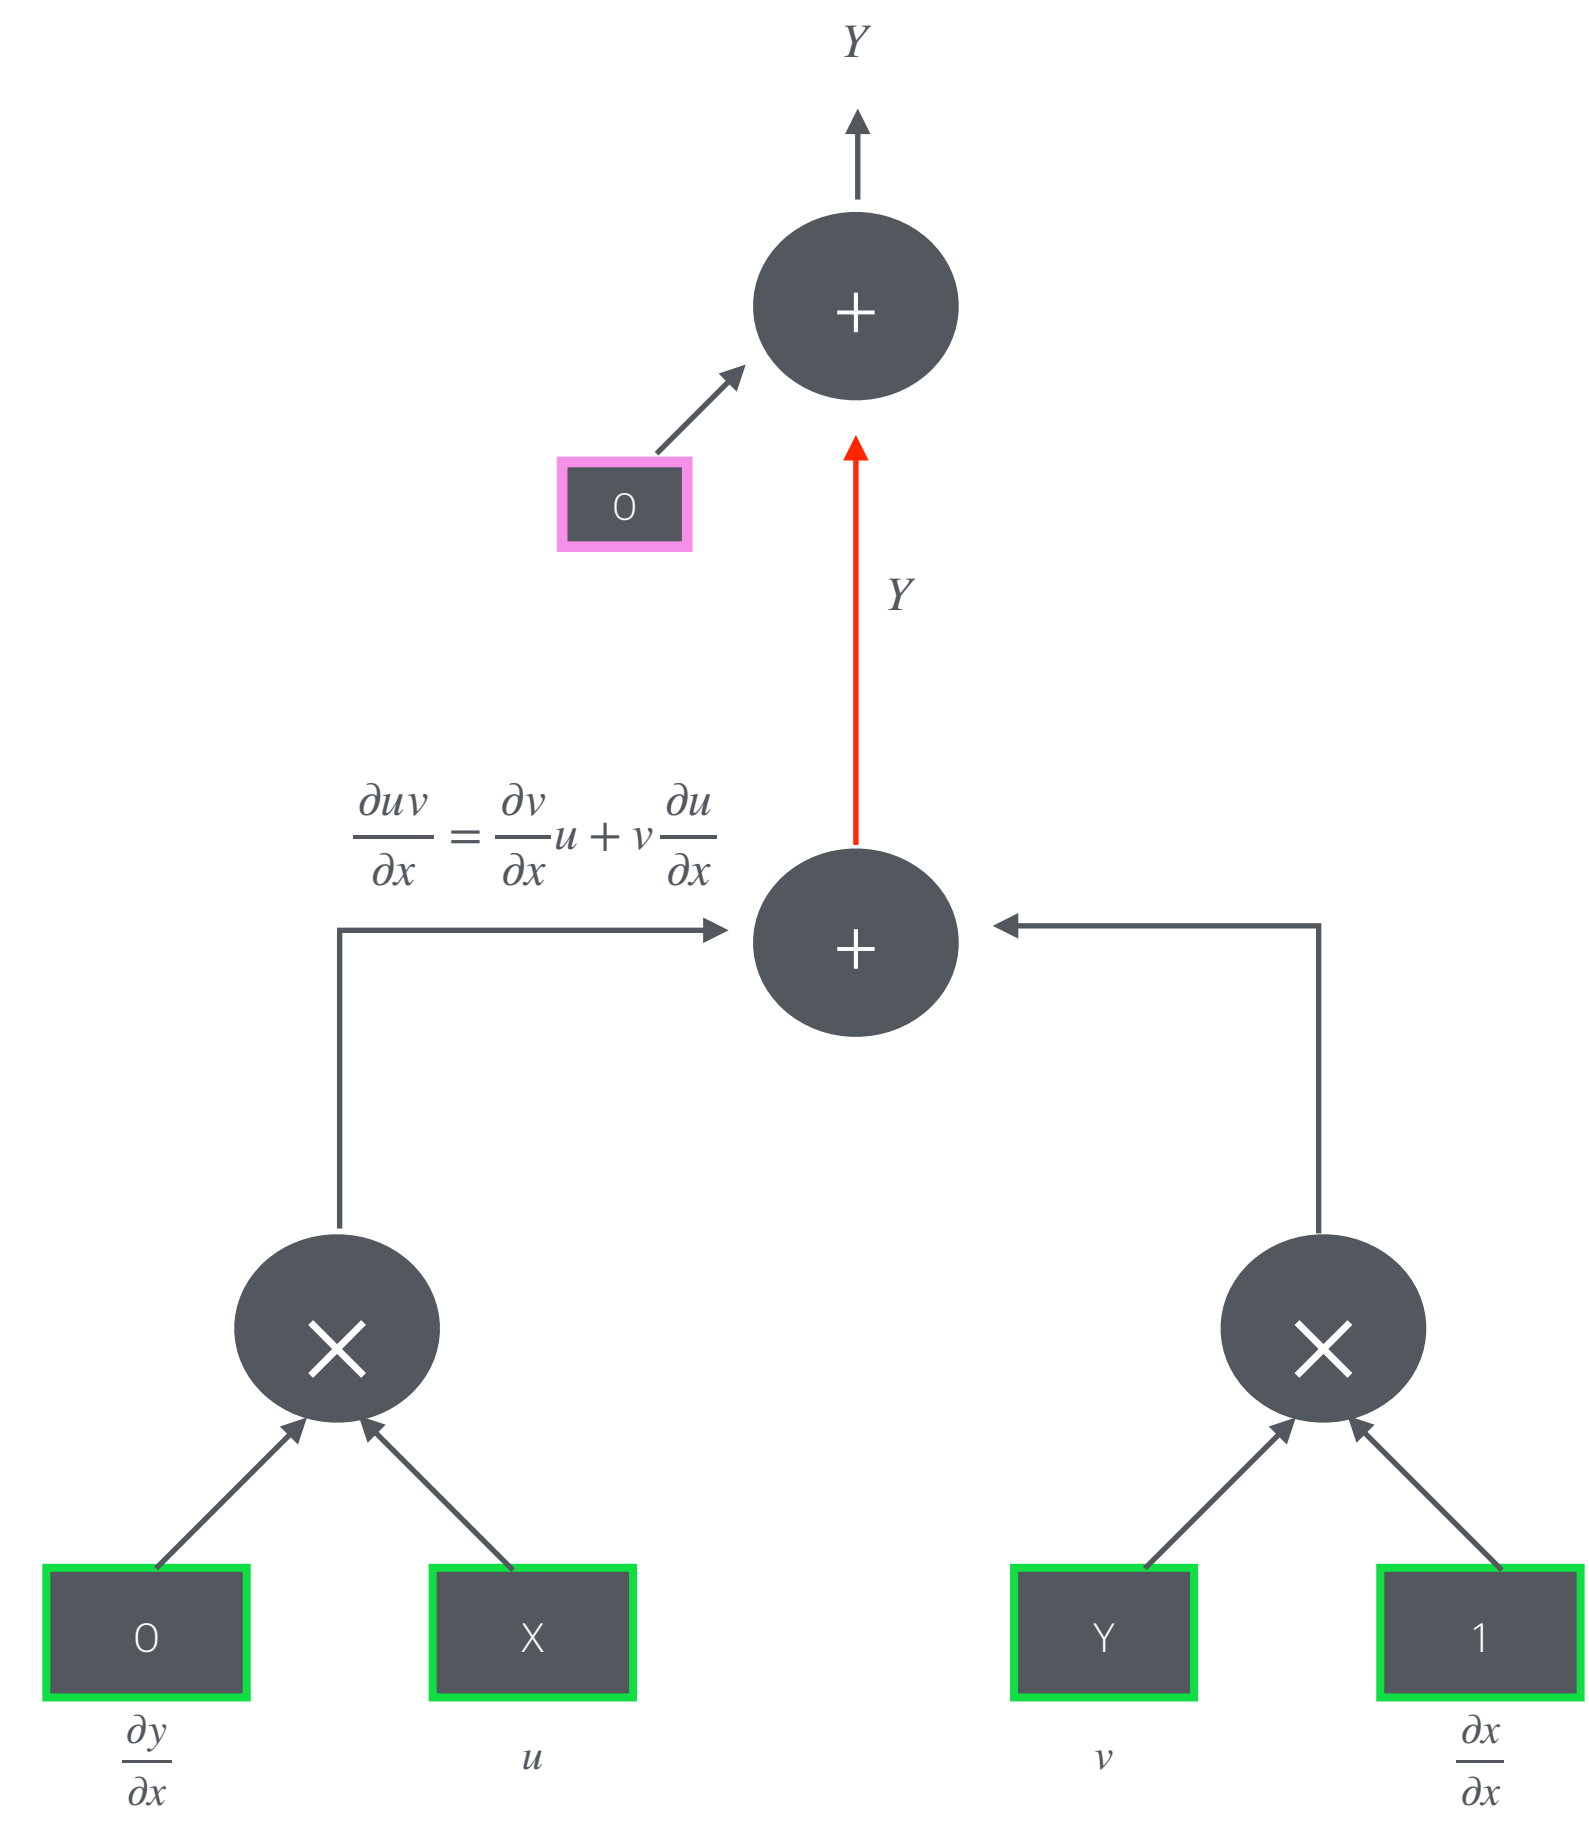 Y
+
0
Y
∂uv/∂x = ∂v/∂x u + v ∂u/∂x
+
× ×
0 X Y 1
∂y/∂x u v ∂x/∂x